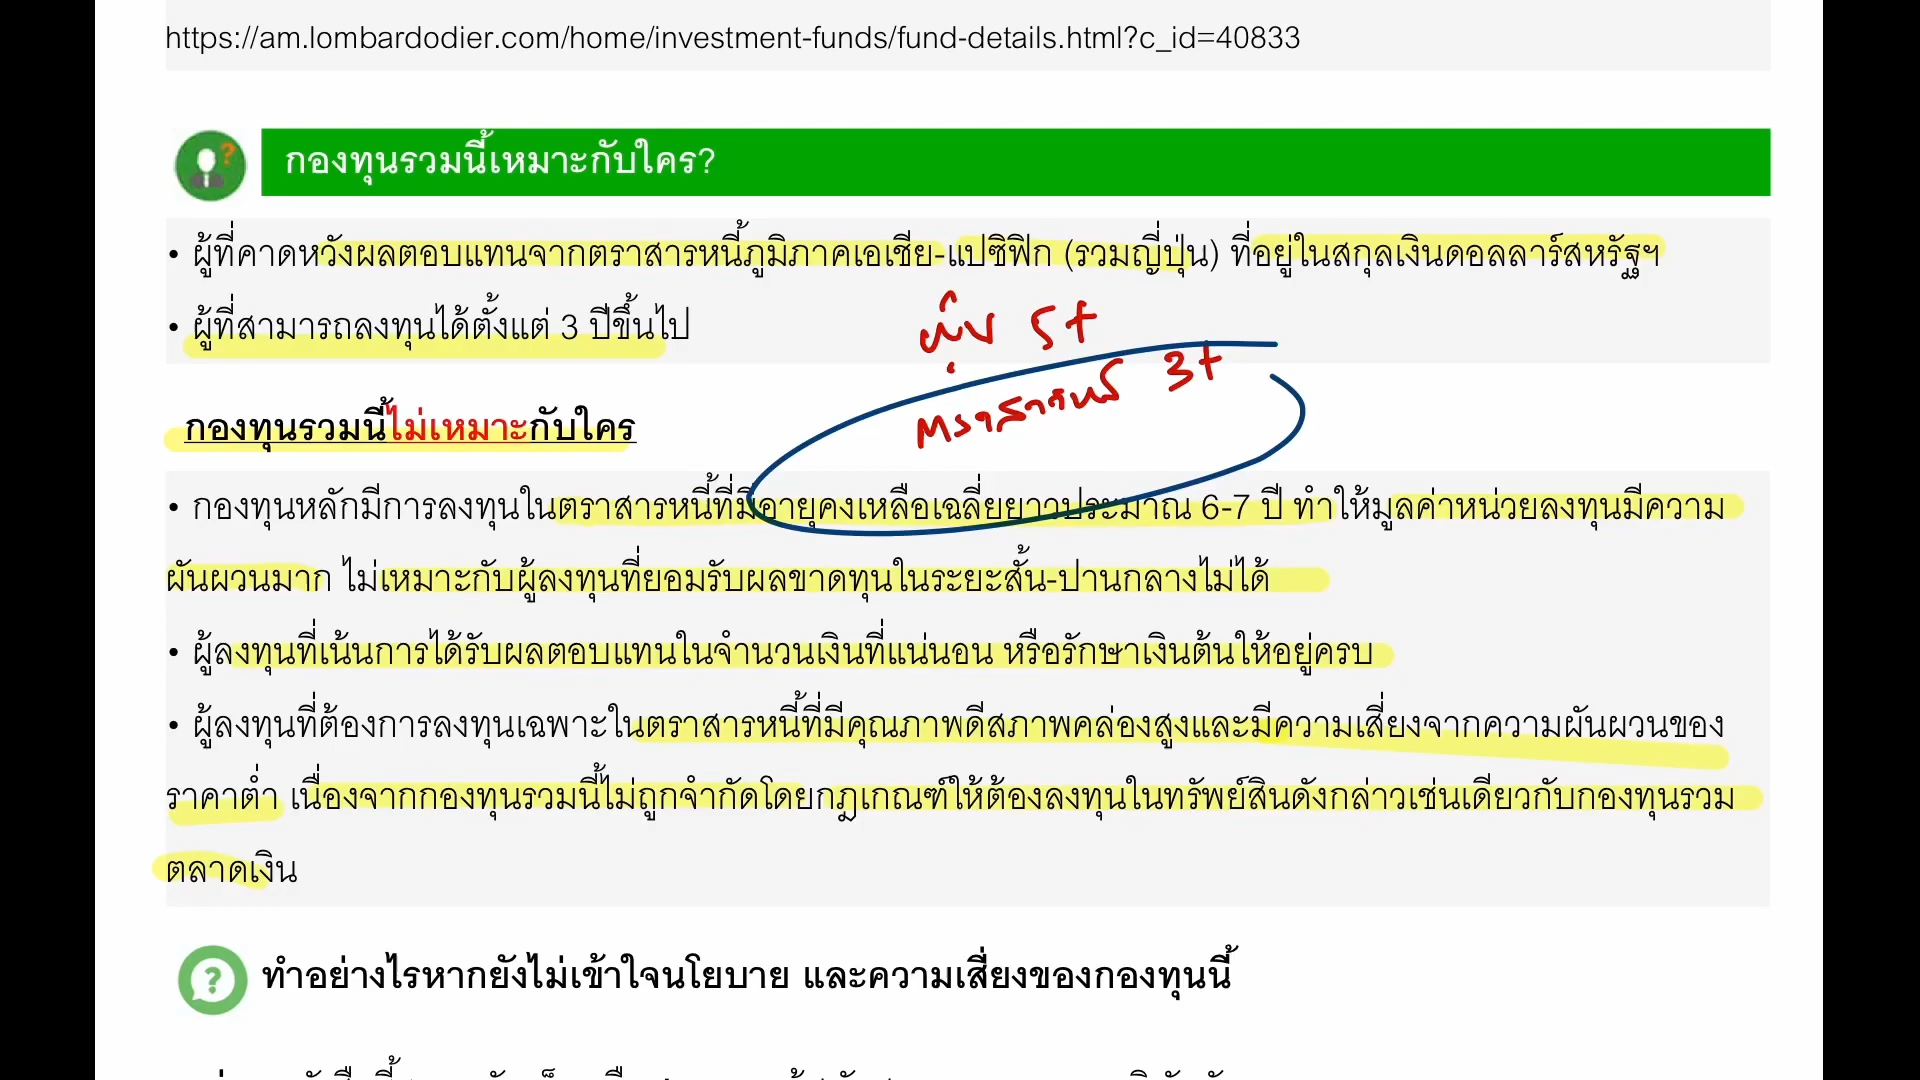 https://am.lombardodier.com/home/investment-funds/fund-details.html?c_id=40833
กองทุนรวมนี้เหมาะกับใคร?
• ผู้ที่คาดหวังผลตอบแทนจากตราสารหนี้ภูมิภาคเอเชีย-แปซิฟิก (รวมญี่ปุ่น) ที่อยู่ในสกุลเงินดอลลาร์สหรัฐฯ
• ผู้ที่สามารถลงทุนได้ตั้งแต่ 3 ปีขึ้นไป
หุ้น 5+
ตราสารหนี้ 3+
กองทุนรวมนี้ไม่เหมาะกับใคร
• กองทุนหลักมีการลงทุนในตราสารหนี้ที่มีอายุคงเหลือเฉลี่ยยาวประมาณ 6-7 ปี ทำให้มูลค่าหน่วยลงทุนมีความ
ผันผวนมาก ไม่เหมาะกับผู้ลงทุนที่ยอมรับผลขาดทุนในระยะสั้น-ปานกลางไม่ได้
• ผู้ลงทุนที่เน้นการได้รับผลตอบแทนในจำนวนเงินที่แน่นอน หรือรักษาเงินต้นให้อยู่ครบ
• ผู้ลงทุนที่ต้องการลงทุนเฉพาะในตราสารหนี้ที่มีคุณภาพดีสภาพคล่องสูงและมีความเสี่ยงจากความผันผวนของ
ราคาต่ำ เนื่องจากกองทุนรวมนี้ไม่ถูกจำกัดโดยกฎเกณฑ์ให้ต้องลงทุนในทรัพย์สินดังกล่าวเช่นเดียวกับกองทุนรวม
ตลาดเงิน
ทำอย่างไรหากยังไม่เข้าใจนโยบาย และความเสี่ยงของกองทุนนี้